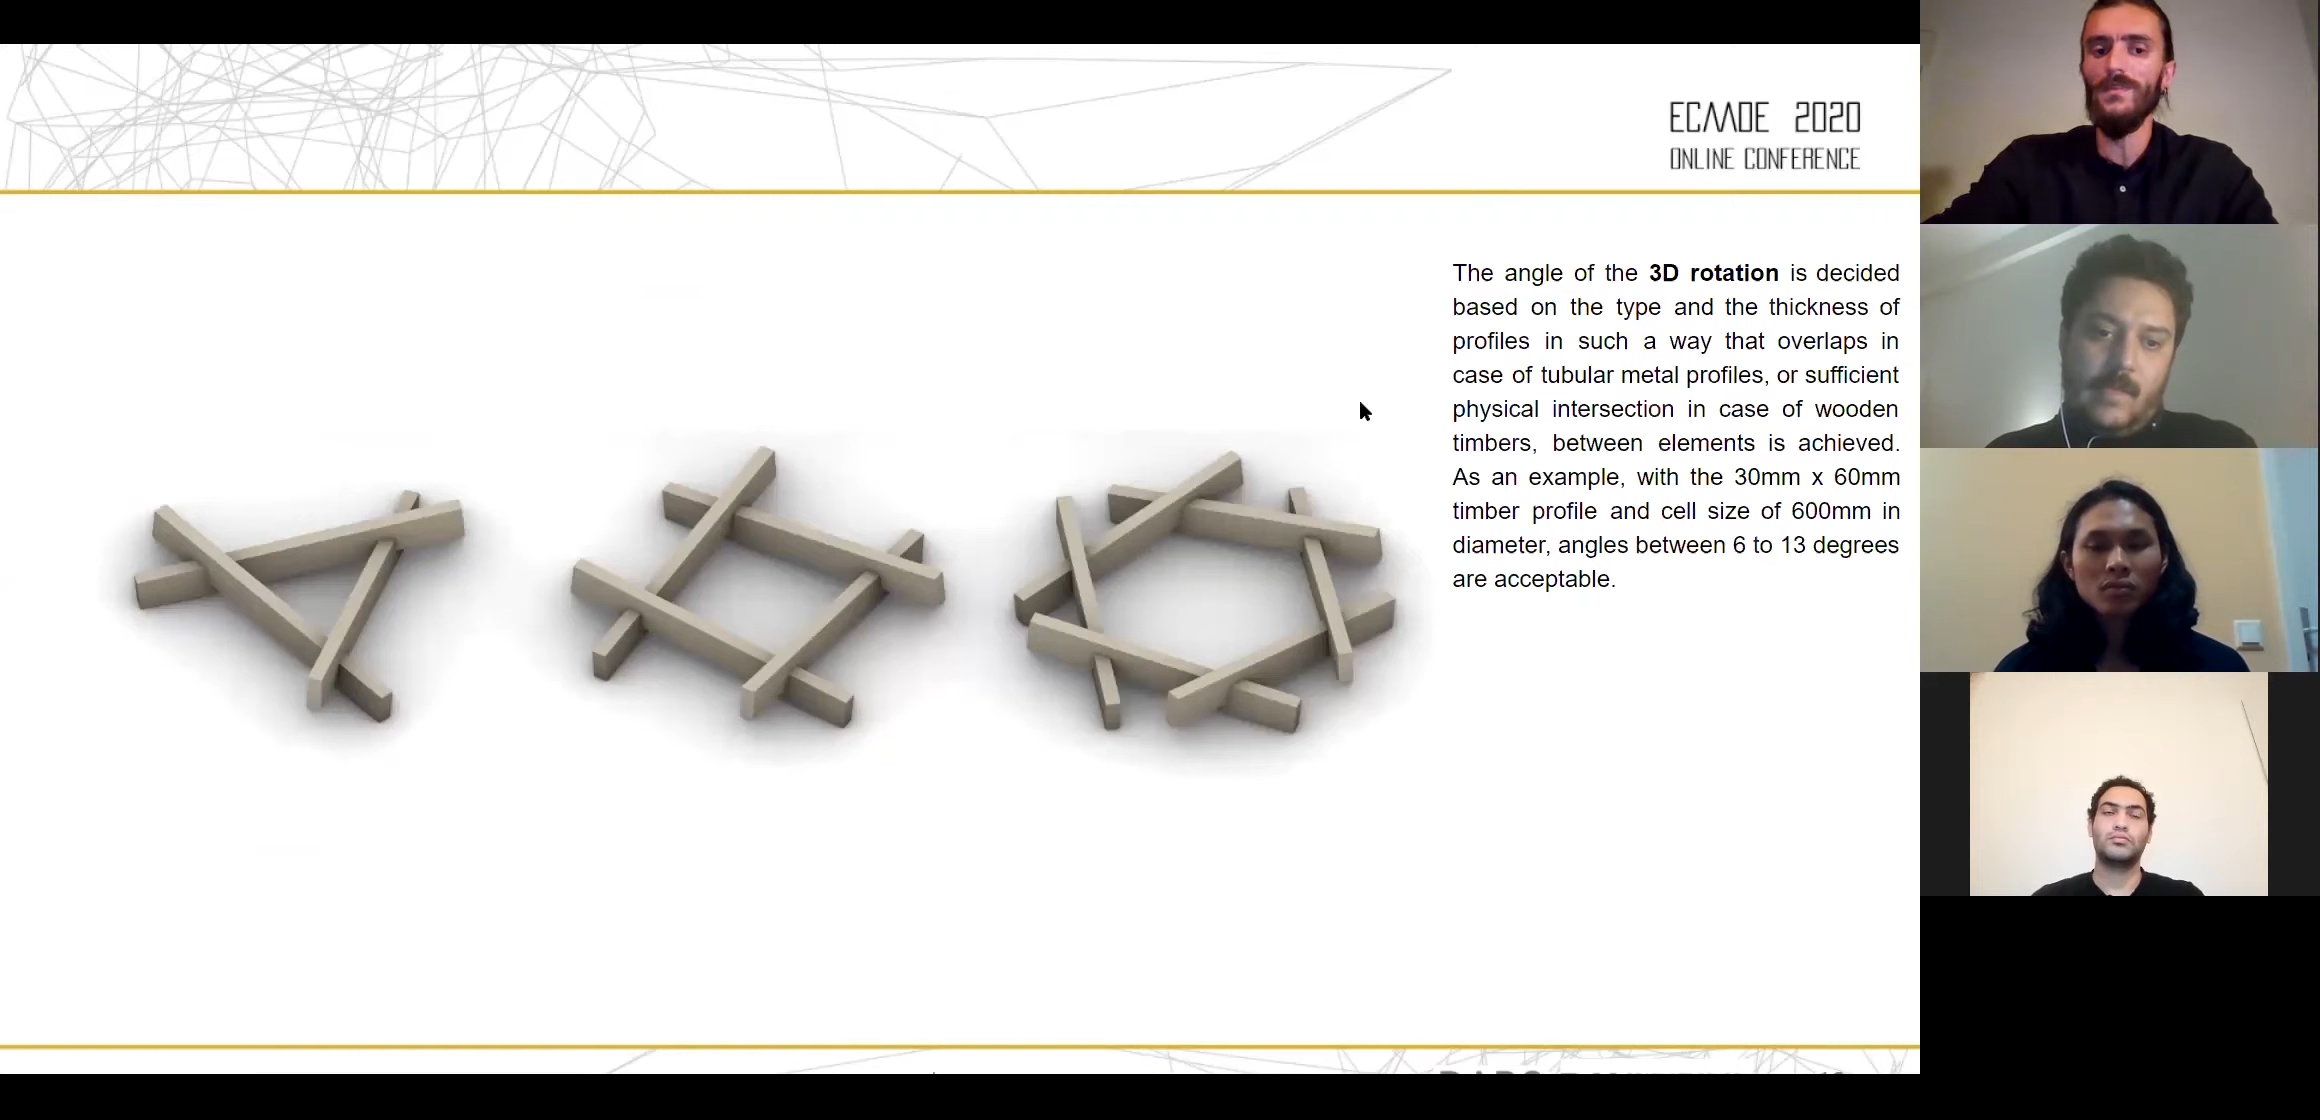 ECAADE 2020
ONLINE CONFERENCE
The angle of the 3D rotation is decided
based on the type and the thickness of
profiles in such a way that overlaps in
case of tubular metal profiles, or sufficient
physical intersection in case of wooden
timbers, between elements is achieved.
As an example, with the 30mm x 60mm
timber profile and cell size of 600mm in
diameter, angles between 6 to 13 degrees
are acceptable.